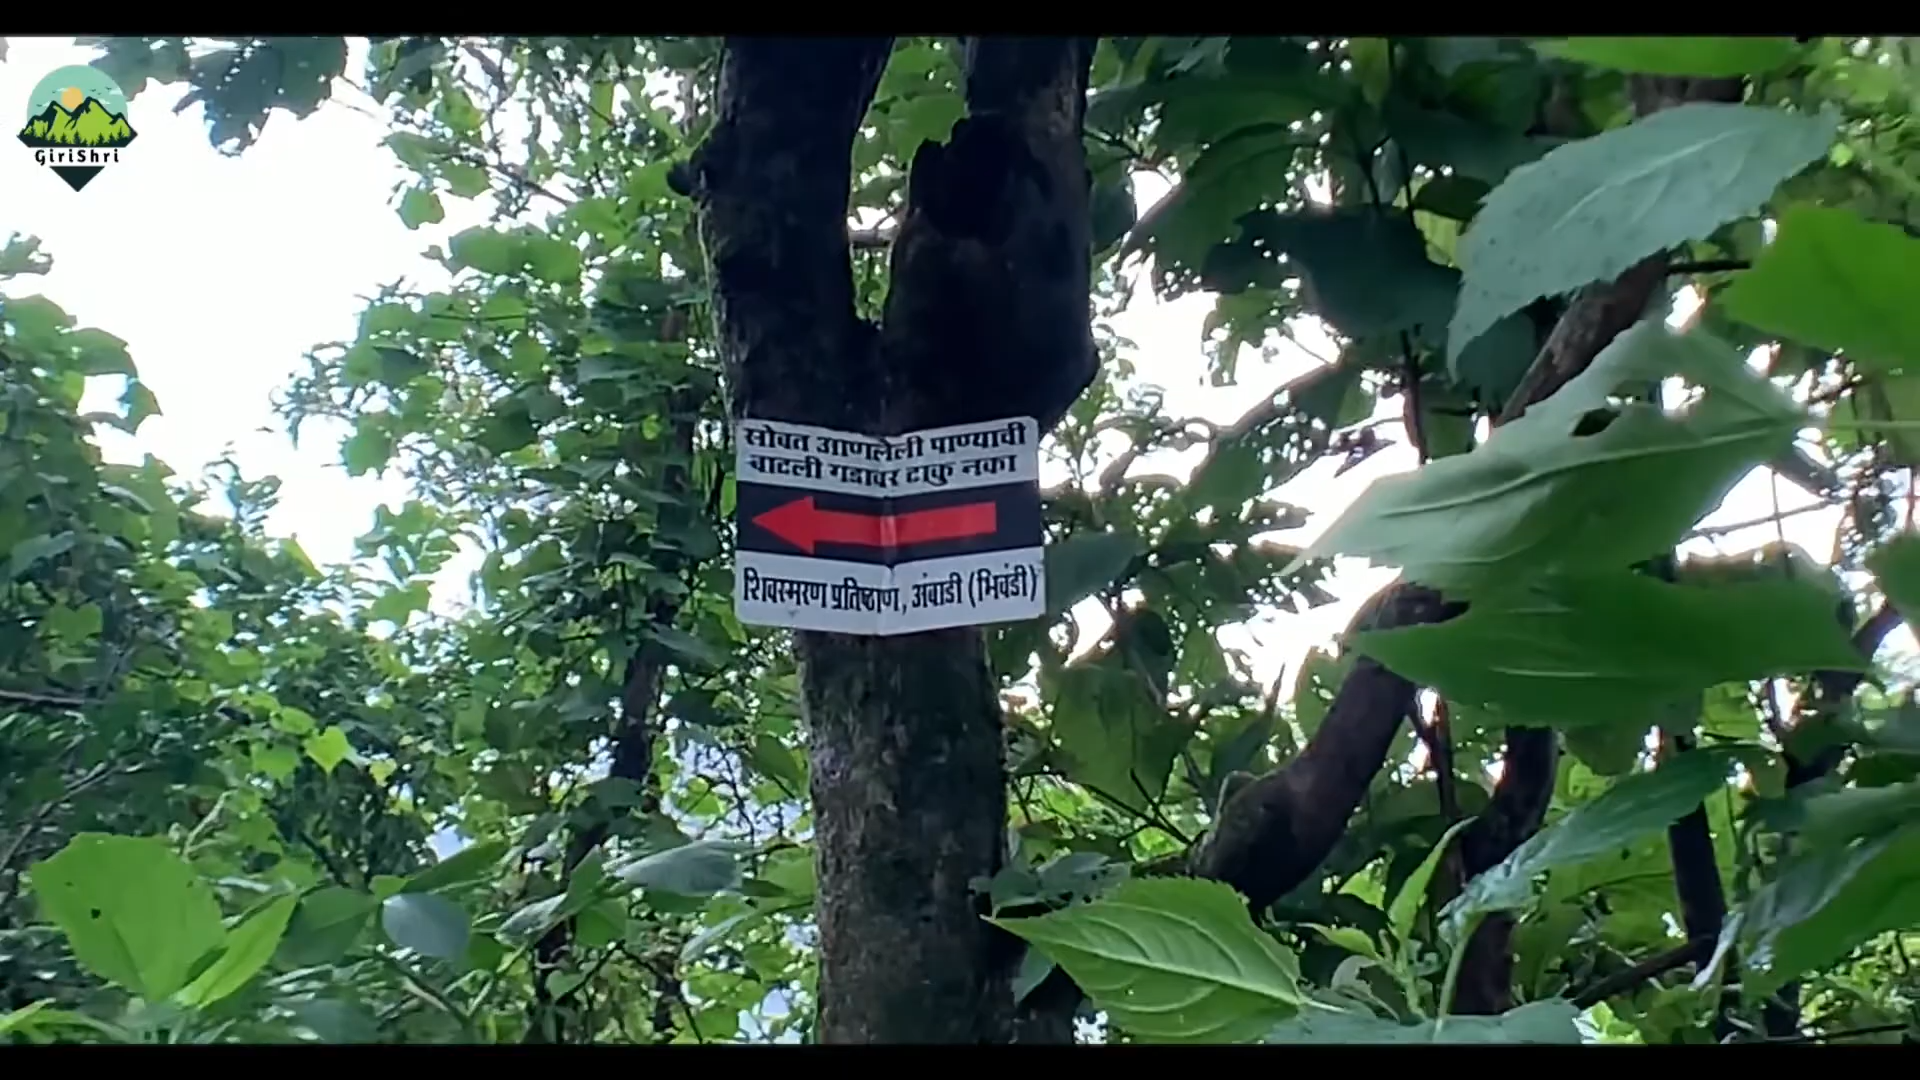 GiriShri
सोबत आणलेली पाण्याची
बाटली गडावर टाकु नका
शिवस्मरण प्रतिष्ठाण, अंबाडी (भिवंडी)